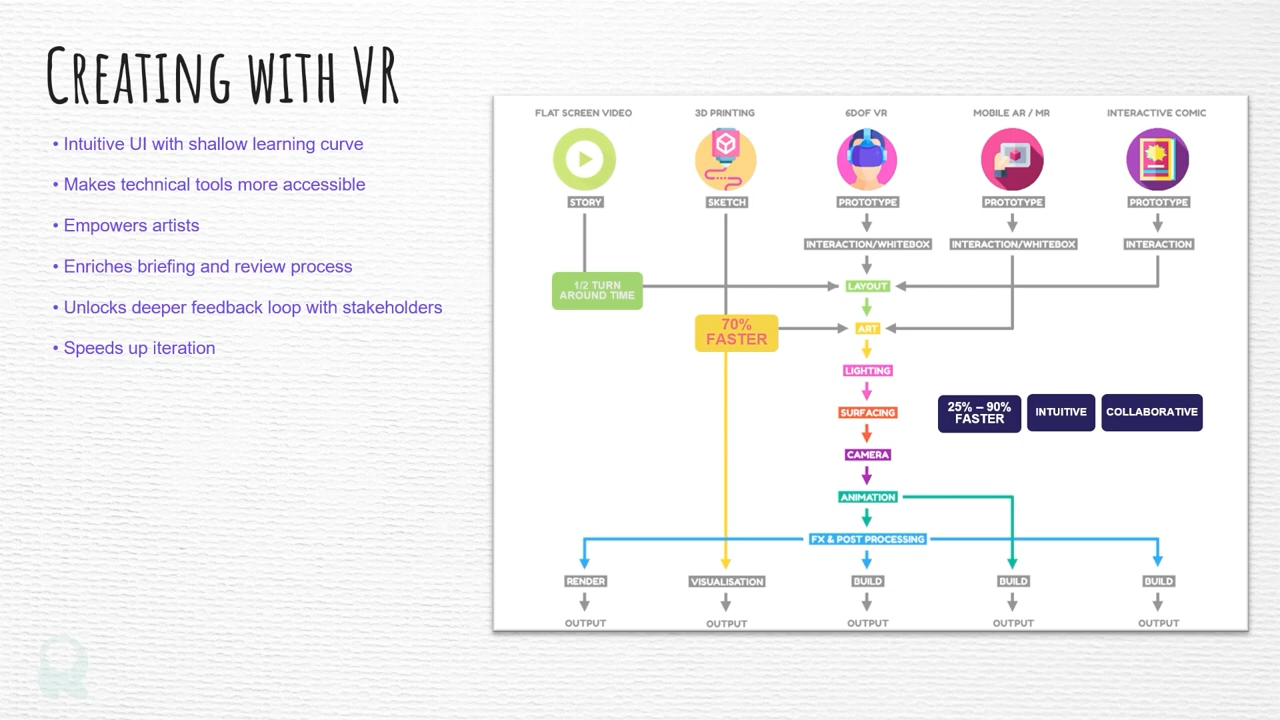 CREATING WITH VR
• Intuitive UI with shallow learning curve
• Makes technical tools more accessible
• Empowers artists
• Enriches briefing and review process
• Unlocks deeper feedback loop with stakeholders
• Speeds up iteration
FLAT SCREEN VIDEO
3D PRINTING
6DOF VR
MOBILE AR / MR
INTERACTIVE COMIC
STORY
SKETCH
PROTOTYPE
PROTOTYPE
PROTOTYPE
INTERACTION/WHITEBOX
INTERACTION/WHITEBOX
INTERACTION
1/2 TURN
AROUND TIME
LAYOUT
70%
FASTER
ART
LIGHTING
SURFACING
25% – 90%
FASTER
INTUITIVE
COLLABORATIVE
CAMERA
ANIMATION
FX & POST PROCESSING
RENDER
VISUALISATION
BUILD
BUILD
BUILD
OUTPUT
OUTPUT
OUTPUT
OUTPUT
OUTPUT